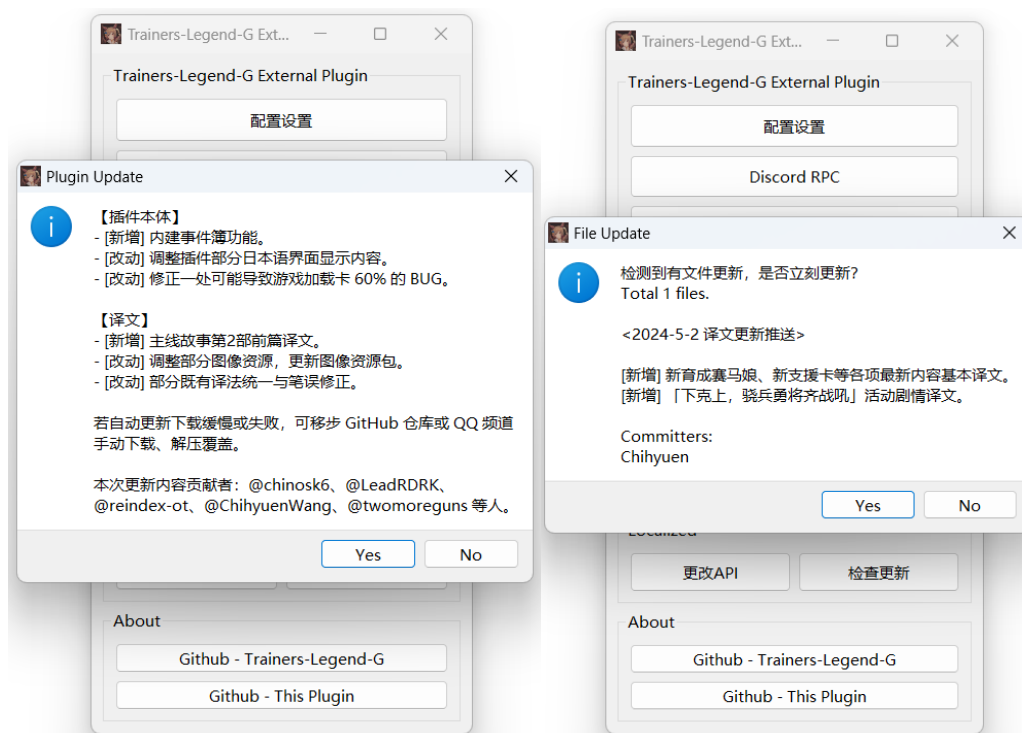 Trainers-Legend-G Ext...
Trainers-Legend-G External Plugin
配置设置
Plugin Update
【插件本体】
- [新增] 内建事件簿功能。
- [改动] 调整插件部分日本语界面显示内容。
- [改动] 修正一处可能导致游戏加载卡 60% 的 BUG。
【译文】
- [新增] 主线故事第2部前篇译文。
- [改动] 调整部分图像资源，更新图像资源包。
- [改动] 部分既有译法统一与笔误修正。
若自动更新下载缓慢或失败，可移步 GitHub 仓库或 QQ 频道
手动下载、解压覆盖。
本次更新内容贡献者：@chinosk6、@LeadRDRK、
@reindex-ot、@ChihyuenWang、@twomoreguns 等人。
Yes
No
About
Github - Trainers-Legend-G
Github - This Plugin
Trainers-Legend-G Ext...
Trainers-Legend-G External Plugin
配置设置
Discord RPC
File Update
检测到有文件更新，是否立刻更新?
Total 1 files.
<2024-5-2 译文更新推送>
[新增] 新育成赛马娘、新支援卡等各项最新内容基本译文。
[新增] 「下克上，骁兵勇将齐战吼」活动剧情译文。
Committers:
Chihyuen
Yes
No
Localized
更改API
检查更新
About
Github - Trainers-Legend-G
Github - This Plugin